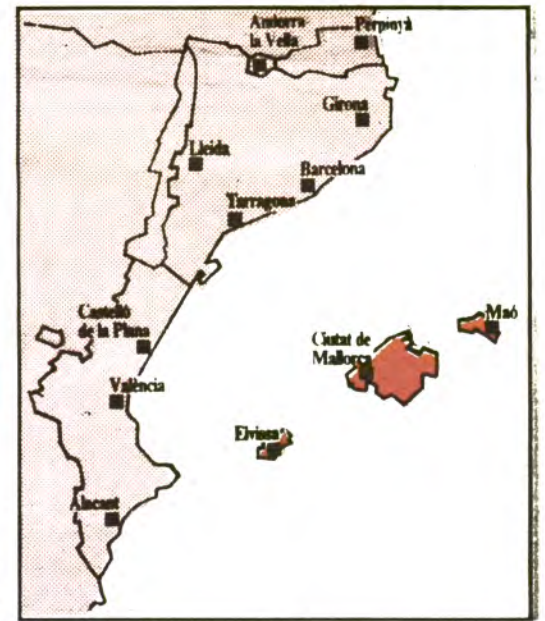 Andorra
la Vella
Perpinyà
Girona
Lleida
Barcelona
Tarragona
Castelló
de la Plana
Maó
Ciutat de
Mallorca
València
Eivissa
Alacant